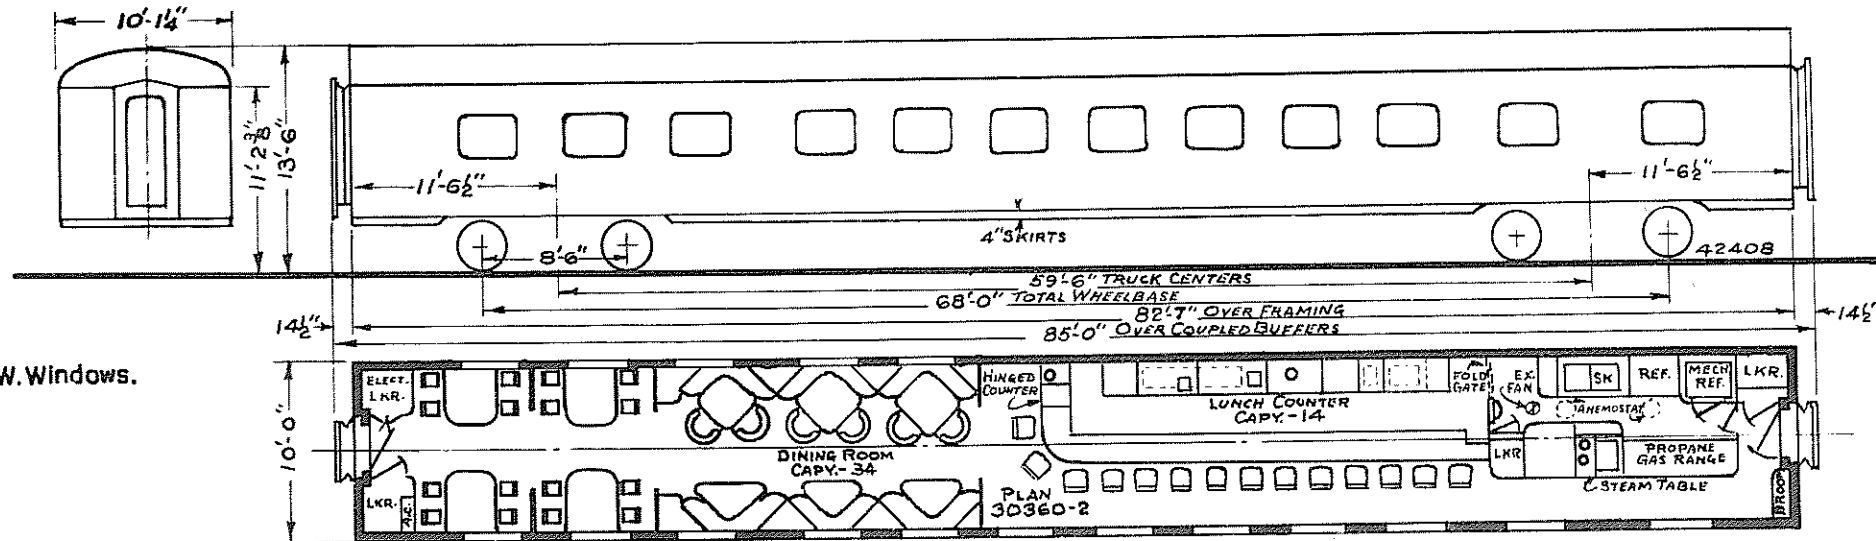 10'-1¼"
11'-2⅜"
13'-6"
11'-6½"
11'-6½"
4" SKIRTS
8'-6"
42408
59'-6" TRUCK CENTERS
68'-0" TOTAL WHEELBASE
82'-7" OVER FRAMING
14½"
14½"
85'-0" OVER COUPLED BUFFERS
W. Windows.
10'-0"
ELECT.
LKR.
LKR.
A.C.
DINING ROOM
CAPY.-34
HINGED
COUNTER
PLAN
30360-2
LUNCH COUNTER
CAPY.-14
FOLD
GATE
EX.
FAN
SK
REF.
MECH
REF.
LKR.
ANEMOSTAT
LKR
PROPANE
GAS RANGE
STEAM TABLE
BROOM